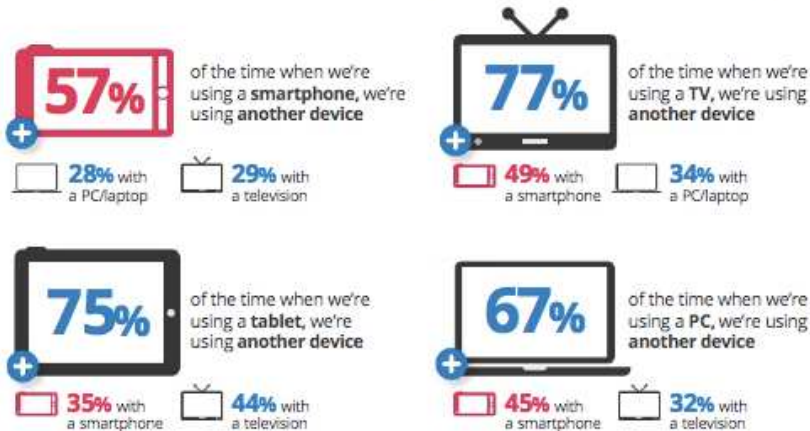 57%
of the time when we're
using a smartphone, we're
using another device
28% with
a PC/laptop
29% with
a television
77%
of the time when we're
using a TV, we're using
another device
49% with
a smartphone
34% with
a PC/laptop
75%
of the time when we're
using a tablet, we're
using another device
35% with
a smartphone
44% with
a television
67%
of the time when we're
using a PC, we're using
another device
45% with
a smartphone
32% with
a television